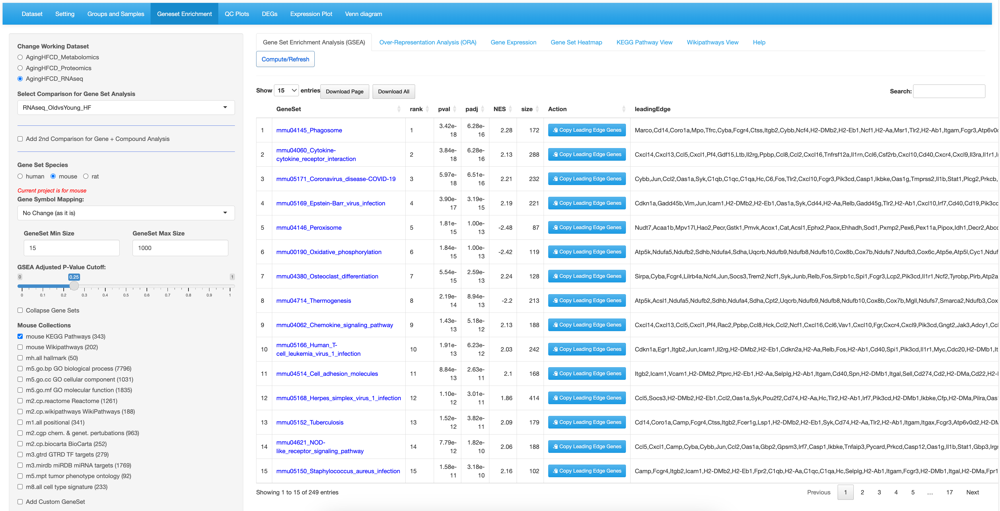 Dataset Setting Groups and Samples Geneset Enrichment QC Plots DEGs Expression Plot Venn diagram
Change Working Dataset
AgingHFCD_Metabolomics
AgingHFCD_Proteomics
AgingHFCD_RNAseq
Select Comparison for Gene Set Analysis
RNAseq_OldvsYoung_HF
Add 2nd Comparison for Gene + Compound Analysis
Gene Set Species
human mouse rat
Current project is for mouse
Gene Symbol Mapping:
No Change (as it is)
GeneSet Min Size GeneSet Max Size
15 1000
GSEA Adjusted P-Value Cutoff:
0 0.25 1
0 0.1 0.2 0.3 0.4 0.5 0.6 0.7 0.8 0.9 1
Collapse Gene Sets
Mouse Collections
mouse KEGG Pathways (343)
mouse Wikipathways (202)
mh.all hallmark (50)
m5.go.bp GO biological process (7796)
m5.go.cc GO cellular component (1031)
m5.go.mf GO molecular function (1835)
m2.cp.reactome Reactome (1261)
m2.cp.wikipathways WikiPathways (188)
m1.all positional (341)
m2.cgp chem. & genet. pertubations (963)
m2.cp.biocarta BioCarta (252)
m3.gtrd GTRD TF targets (279)
m3.mirdb miRDB miRNA targets (1769)
m5.mpt tumor phenotype ontology (92)
m8.all cell type signature (233)
Add Custom GeneSet
Gene Set Enrichment Analysis (GSEA) Over-Representation Analysis (ORA) Gene Expression Gene Set Heatmap KEGG Pathway View Wikipathways View Help
Compute/Refresh
Show 15 entries Download Page Download All Search:
GeneSet rank pval padj NES size Action leadingEdge
1 mmu04145_Phagosome 1 3.42e-18 6.28e-16 2.28 172 Copy Leading Edge Genes Marco,Cd14,Coro1a,Mpo,Tfrc,Cyba,Fcgr4,Ctss,Itgb2,Cybb,Ncf4,H2-DMb2,H2-Eb1,Ncf1,H2-Aa,Msr1,Tlr2,H2-Ab1,Itgam,Fcgr3,Atp6v0
2 mmu04060_Cytokine-cytokine_receptor_interaction 2 3.84e-18 6.28e-16 2.13 288 Copy Leading Edge Genes Cxcl14,Cxcl13,Ccl5,Cxcl1,Pf4,Gdf15,Ltb,Il2rg,Ppbp,Ccl8,Ccl2,Cxcl16,Tnfrsf12a,Il1rn,Ccl6,Csf2rb,Cxcl10,Cd40,Cxcr4,Cxcl9,Il3ra,Il1r1,
3 mmu05171_Coronavirus_disease-COVID-19 3 5.97e-18 6.51e-16 2.21 232 Copy Leading Edge Genes Cybb,Jun,Ccl2,Oas1a,Syk,C1qb,C1qc,C1qa,Hc,C6,Fos,Tlr2,Cxcl10,Fcgr3,Pik3cd,Casp1,Ikbke,Oas1g,Tmprss2,Il1b,Stat1,Plcg2,Prkcb,
4 mmu05169_Epstein-Barr_virus_infection 4 3.90e-17 3.19e-15 2.19 221 Copy Leading Edge Genes Cdkn1a,Gadd45b,Vim,Jun,Icam1,H2-DMb2,H2-Eb1,Oas1a,Syk,Cd44,H2-Aa,Relb,Gadd45g,Tlr2,H2-Ab1,Cxcl10,Irf7,Cd40,Cd19,Pik3cd
5 mmu04146_Peroxisome 5 1.81e-15 1.00e-13 -2.48 87 Copy Leading Edge Genes Nudt7,Acaa1b,Mpv17l,Hao2,Pecr,Gstk1,Pmvk,Acox1,Cat,Acsl1,Ephx2,Paox,Ehhadh,Sod1,Pxmp2,Pex6,Pex11a,Pipox,Idh1,Decr2,Abcd
6 mmu00190_Oxidative_phosphorylation 6 1.84e-15 1.00e-13 -2.42 119 Copy Leading Edge Genes Atp5k,Ndufa5,Ndufb2,Sdhb,Ndufa4,Sdha,Uqcrb,Ndufb9,Ndufb8,Ndufb10,Cox8b,Cox7b,Ndufs7,Ndufb3,Cox6c,Atp5e,Atp5l,Cyc1,Nduf
7 mmu04380_Osteoclast_differentiation 7 5.54e-15 2.59e-13 2.24 128 Copy Leading Edge Genes Sirpa,Cyba,Fcgr4,Lilrb4a,Ncf4,Jun,Socs3,Trem2,Ncf1,Syk,Junb,Relb,Fos,Sirpb1c,Spi1,Fcgr3,Lcp2,Pik3cd,Il1r1,Ncf2,Tyrobp,Pirb,Atp2a
8 mmu04714_Thermogenesis 8 2.19e-14 8.94e-13 -2.2 213 Copy Leading Edge Genes Atp5k,Acsl1,Ndufa5,Ndufb2,Sdhb,Ndufa4,Sdha,Cpt2,Uqcrb,Ndufb9,Ndufb8,Ndufb10,Cox8b,Cox7b,Mgll,Ndufs7,Smarca2,Ndufb3,Cox
9 mmu04062_Chemokine_signaling_pathway 9 1.43e-13 5.18e-12 2.13 188 Copy Leading Edge Genes Cxcl14,Cxcl13,Ccl5,Cxcl1,Pf4,Rac2,Ppbp,Ccl8,Hck,Ccl2,Ncf1,Cxcl16,Ccl6,Vav1,Cxcl10,Fgr,Cxcr4,Cxcl9,Pik3cd,Gngt2,Jak3,Adcy1,Ccl
10 mmu05166_Human_T-cell_leukemia_virus_1_infection 10 1.91e-13 6.23e-12 2.03 242 Copy Leading Edge Genes Cdkn1a,Egr1,Itgb2,Jun,Icam1,Il2rg,H2-DMb2,H2-Eb1,Cdkn2a,H2-Aa,Relb,Fos,H2-Ab1,Cd40,Spi1,Pik3cd,Il1r1,Myc,Cdc20,H2-DMb1,It
11 mmu04514_Cell_adhesion_molecules 11 8.84e-13 2.63e-11 2.1 168 Copy Leading Edge Genes Itgb2,Icam1,Vcam1,H2-DMb2,Ptprc,H2-Eb1,H2-Aa,Selplg,H2-Ab1,Itgam,Cd40,Spn,H2-DMb1,Itgal,Sell,Cd274,Cd2,H2-DMa,Cd22,H2-
12 mmu05168_Herpes_simplex_virus_1_infection 12 1.10e-12 3.01e-11 1.86 414 Copy Leading Edge Genes Ccl5,Socs3,H2-DMb2,H2-Eb1,Ccl2,Oas1a,Syk,Pou2f2,Cd74,H2-Aa,Hc,Tlr2,H2-Ab1,Irf7,Pik3cd,H2-DMb1,Ikbke,Cfp,H2-DMa,Pilra,Oas
13 mmu05152_Tuberculosis 13 1.52e-12 3.82e-11 2.09 179 Copy Leading Edge Genes Cd14,Coro1a,Camp,Fcgr4,Ctss,Itgb2,Fcer1g,Lsp1,H2-DMb2,H2-Eb1,Syk,Cd74,H2-Aa,Tlr2,H2-Ab1,Itgam,Itgax,Fcgr3,Atp6v0d2,H2-DM
14 mmu04621_NOD-like_receptor_signaling_pathway 14 7.79e-12 1.82e-10 2.06 188 Copy Leading Edge Genes Ccl5,Cxcl1,Camp,Cyba,Cybb,Jun,Ccl2,Oas1a,Gbp2,Gpsm3,Irf7,Casp1,Ikbke,Tnfaip3,Pycard,Prkcd,Casp12,Oas1g,Il1b,Stat1,Gbp3,Irgr
15 mmu05150_Staphylococcus_aureus_infection 15 1.58e-11 3.18e-10 2.16 102 Copy Leading Edge Genes Camp,Fcgr4,Itgb2,Icam1,H2-DMb2,H2-Eb1,Fpr2,C1qb,H2-Aa,C1qc,C1qa,Hc,Selplg,H2-Ab1,Itgam,Fcgr3,H2-DMb1,Itgal,H2-DMa,Fpr1
Showing 1 to 15 of 249 entries Previous 1 2 3 4 5 … 17 Next